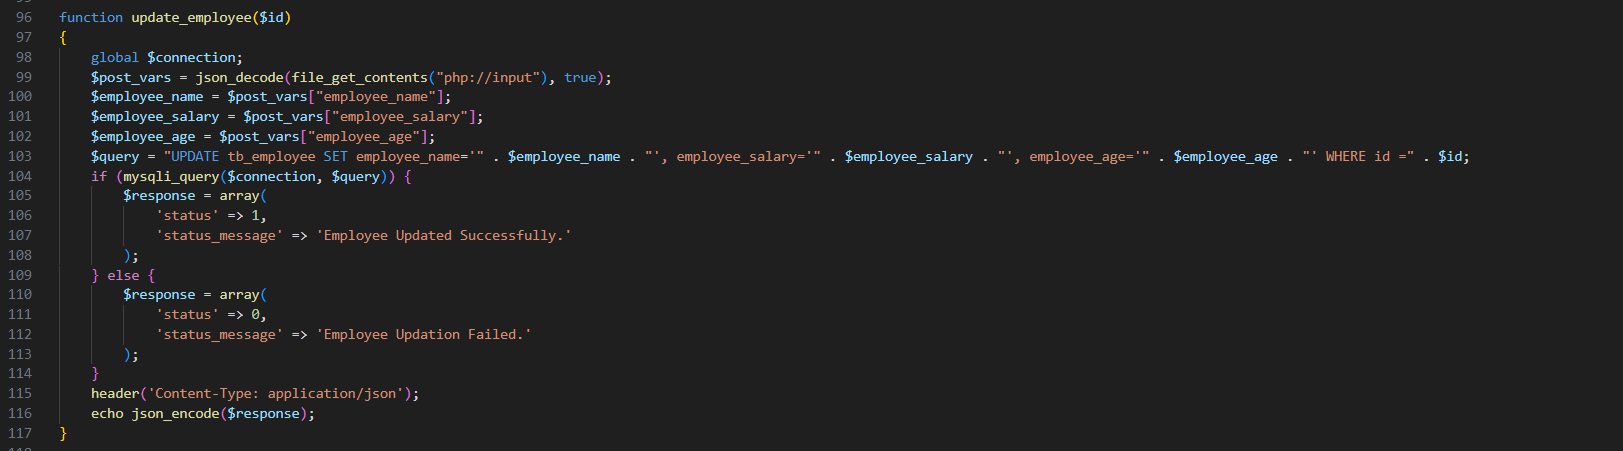 96 function update_employee($id)
97 {
98 global $connection;
99 $post_vars = json_decode(file_get_contents("php://input"), true);
100 $employee_name = $post_vars["employee_name"];
101 $employee_salary = $post_vars["employee_salary"];
102 $employee_age = $post_vars["employee_age"];
103 $query = "UPDATE tb_employee SET employee_name='" . $employee_name . "', employee_salary='" . $employee_salary . "', employee_age='" . $employee_age . "' WHERE id =" . $id;
104 if (mysqli_query($connection, $query)) {
105 $response = array(
106 'status' => 1,
107 'status_message' => 'Employee Updated Successfully.'
108 );
109 } else {
110 $response = array(
111 'status' => 0,
112 'status_message' => 'Employee Updation Failed.'
113 );
114 }
115 header('Content-Type: application/json');
116 echo json_encode($response);
117 }